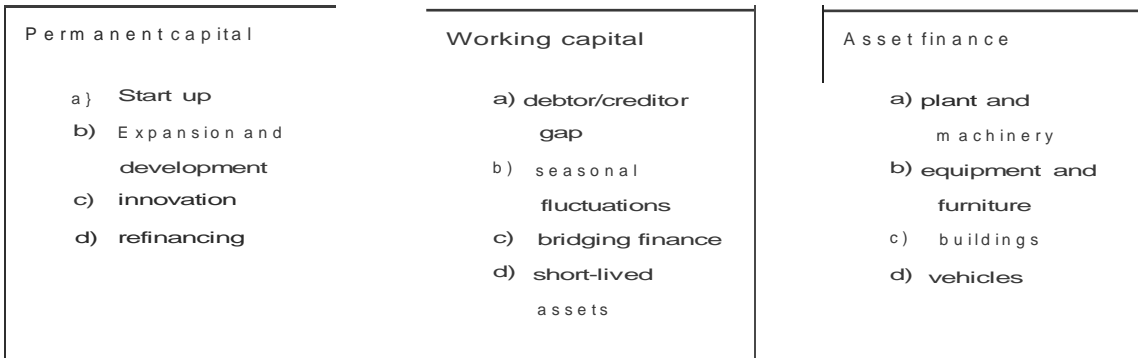 Permanent capital
a} Start up
b) Expansion and
development
c) innovation
d) refinancing
Working capital
a) debtor/creditor
gap
b) seasonal
fluctuations
c) bridging finance
d) short-lived
assets
Asset finance
a) plant and
machinery
b) equipment and
furniture
c) buildings
d) vehicles